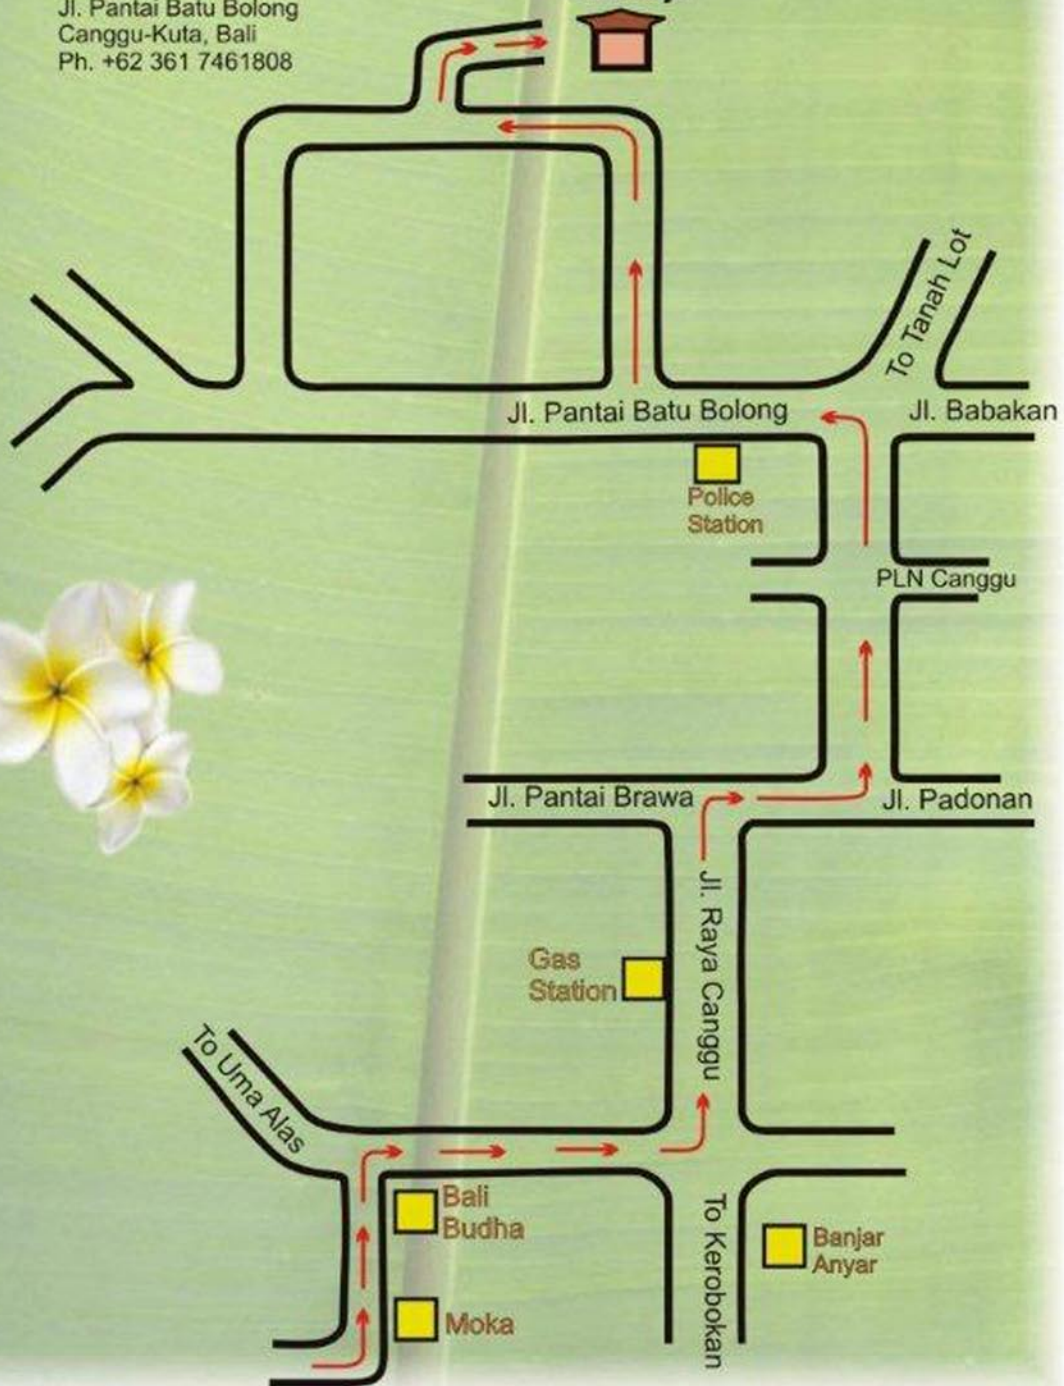 Jl. Pantai Batu Bolong
Canggu-Kuta, Bali
Ph. +62 361 7461808
To Tanah Lot
Jl. Pantai Batu Bolong
Jl. Babakan
Police
Station
PLN Canggu
Jl. Pantai Brawa
Jl. Padonan
Jl. Raya Canggu
Gas
Station
To Uma Alas
Bali
Budha
To Kerobokan
Banjar
Anyar
Moka